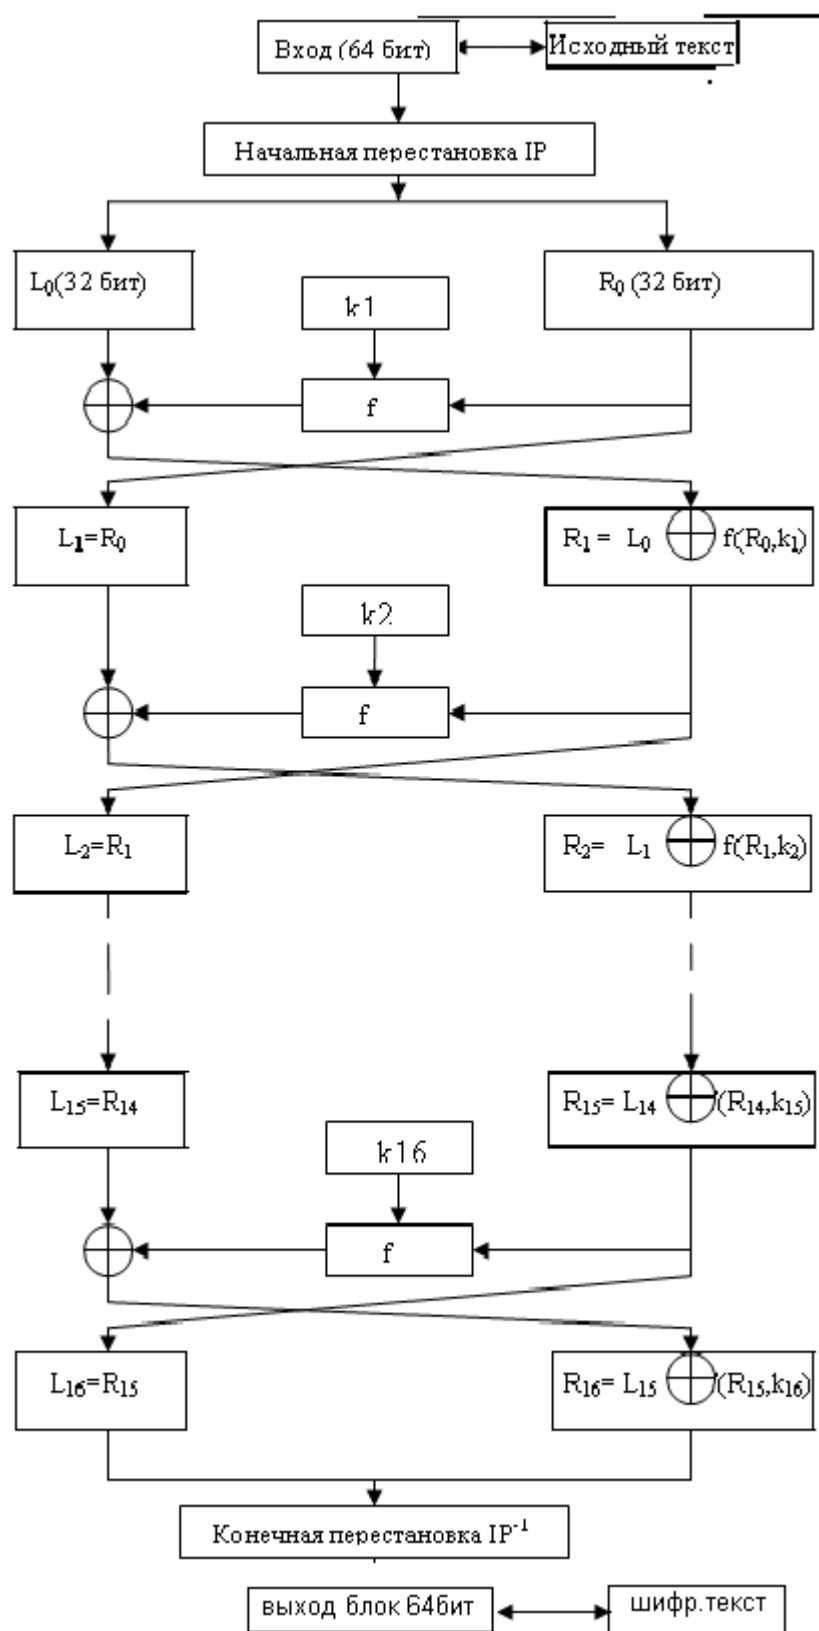 Вход (64 бит)
Исходный текст
Начальная перестановка IP
L₀(32 бит)
R₀ (32 бит)
k1
f
L₁=R₀
R₁ = L₀ ⊕ f(R₀,k₁)
k2
f
L₂=R₁
R₂= L₁ ⊕ f(R₁,k₂)
L₁₅=R₁₄
R₁₅= L₁₄ ⊕ (R₁₄,k₁₅)
k16
f
L₁₆=R₁₅
R₁₆= L₁₅ ⊕ (R₁₅,k₁₆)
Конечная перестановка IP⁻¹
выход блок 64бит
шифр.текст